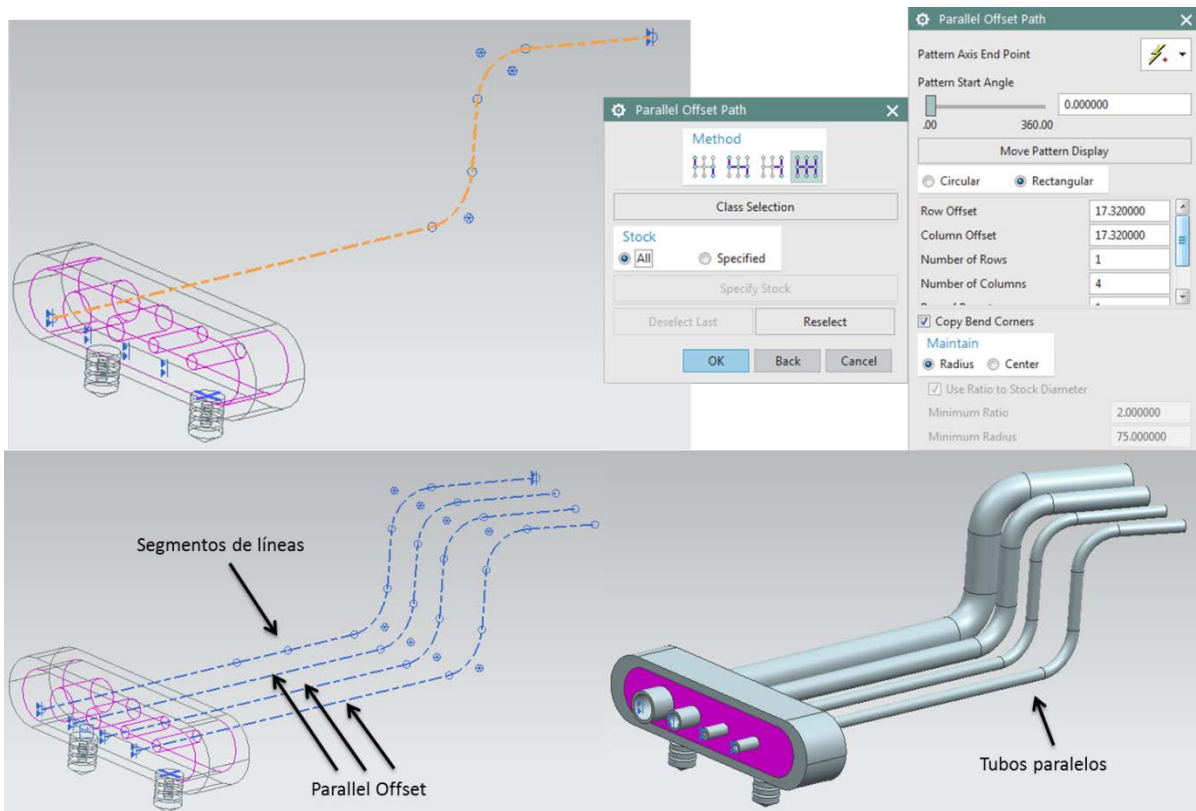 Parallel Offset Path
Method
Class Selection
Stock
All
Specified
Specify Stock
Deselect Last
Reselect
OK
Back
Cancel
Parallel Offset Path
Pattern Axis End Point
Pattern Start Angle
0.000000
.00
360.00
Move Pattern Display
Circular
Rectangular
Row Offset
17.320000
Column Offset
17.320000
Number of Rows
1
Number of Columns
4
Copy Bend Corners
Maintain
Radius
Center
Use Ratio to Stock Diameter
Minimum Ratio
2.000000
Minimum Radius
75.000000
Segmentos de líneas
Parallel Offset
Tubos paralelos